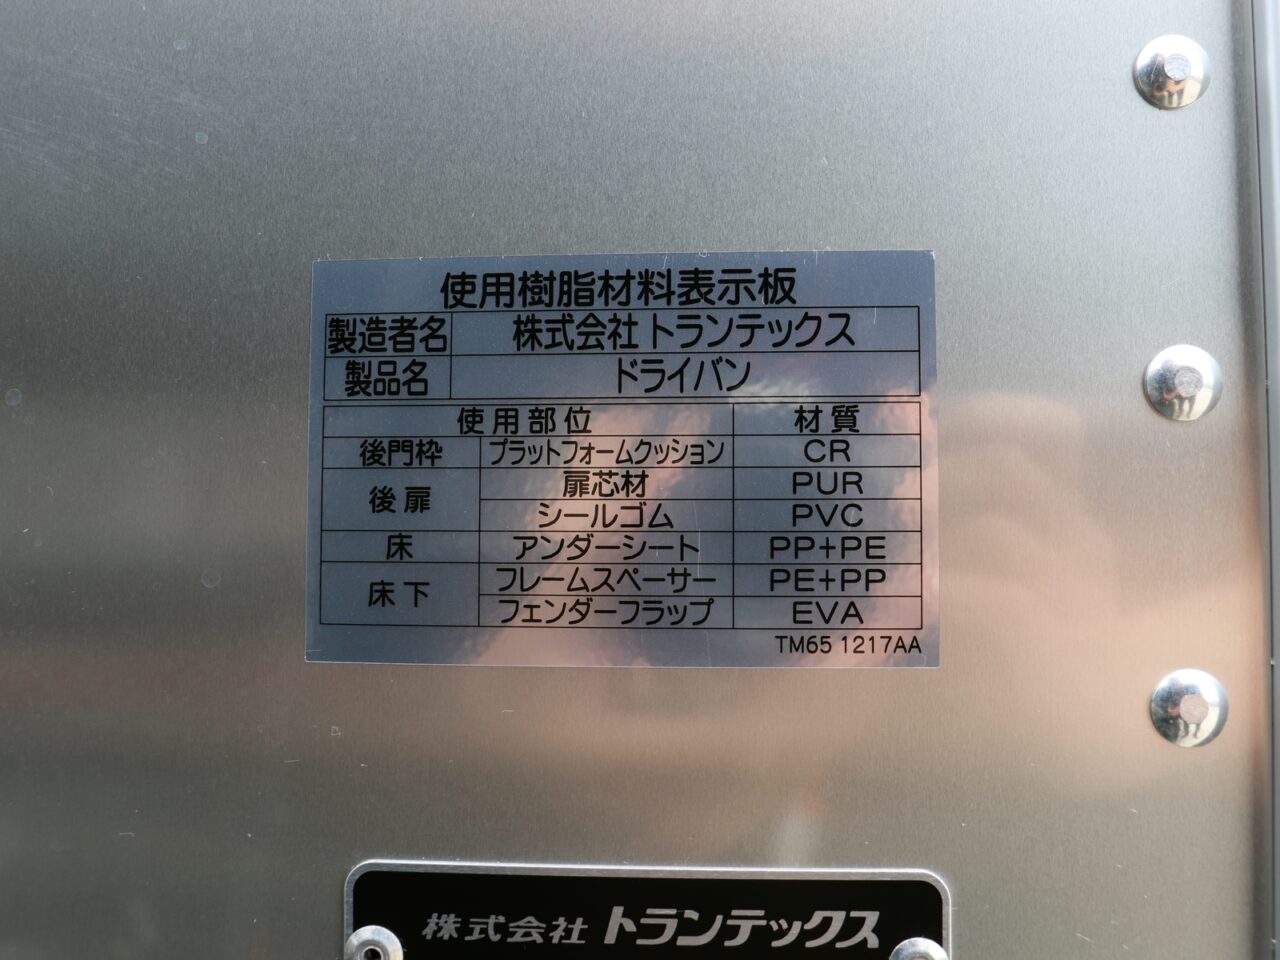 使用樹脂材料表示板
製造者名 株式会社 トランテックス
製品名 ドライバン
使用部位 材質
後門枠 プラットフォームクッション CR
後扉 扉芯材 PUR
シールゴム PVC
床 アンダーシート PP+PE
床下 フレームスペーサー PE+PP
フェンダーフラップ EVA
TM65 1217AA
株式会社 トランテックス